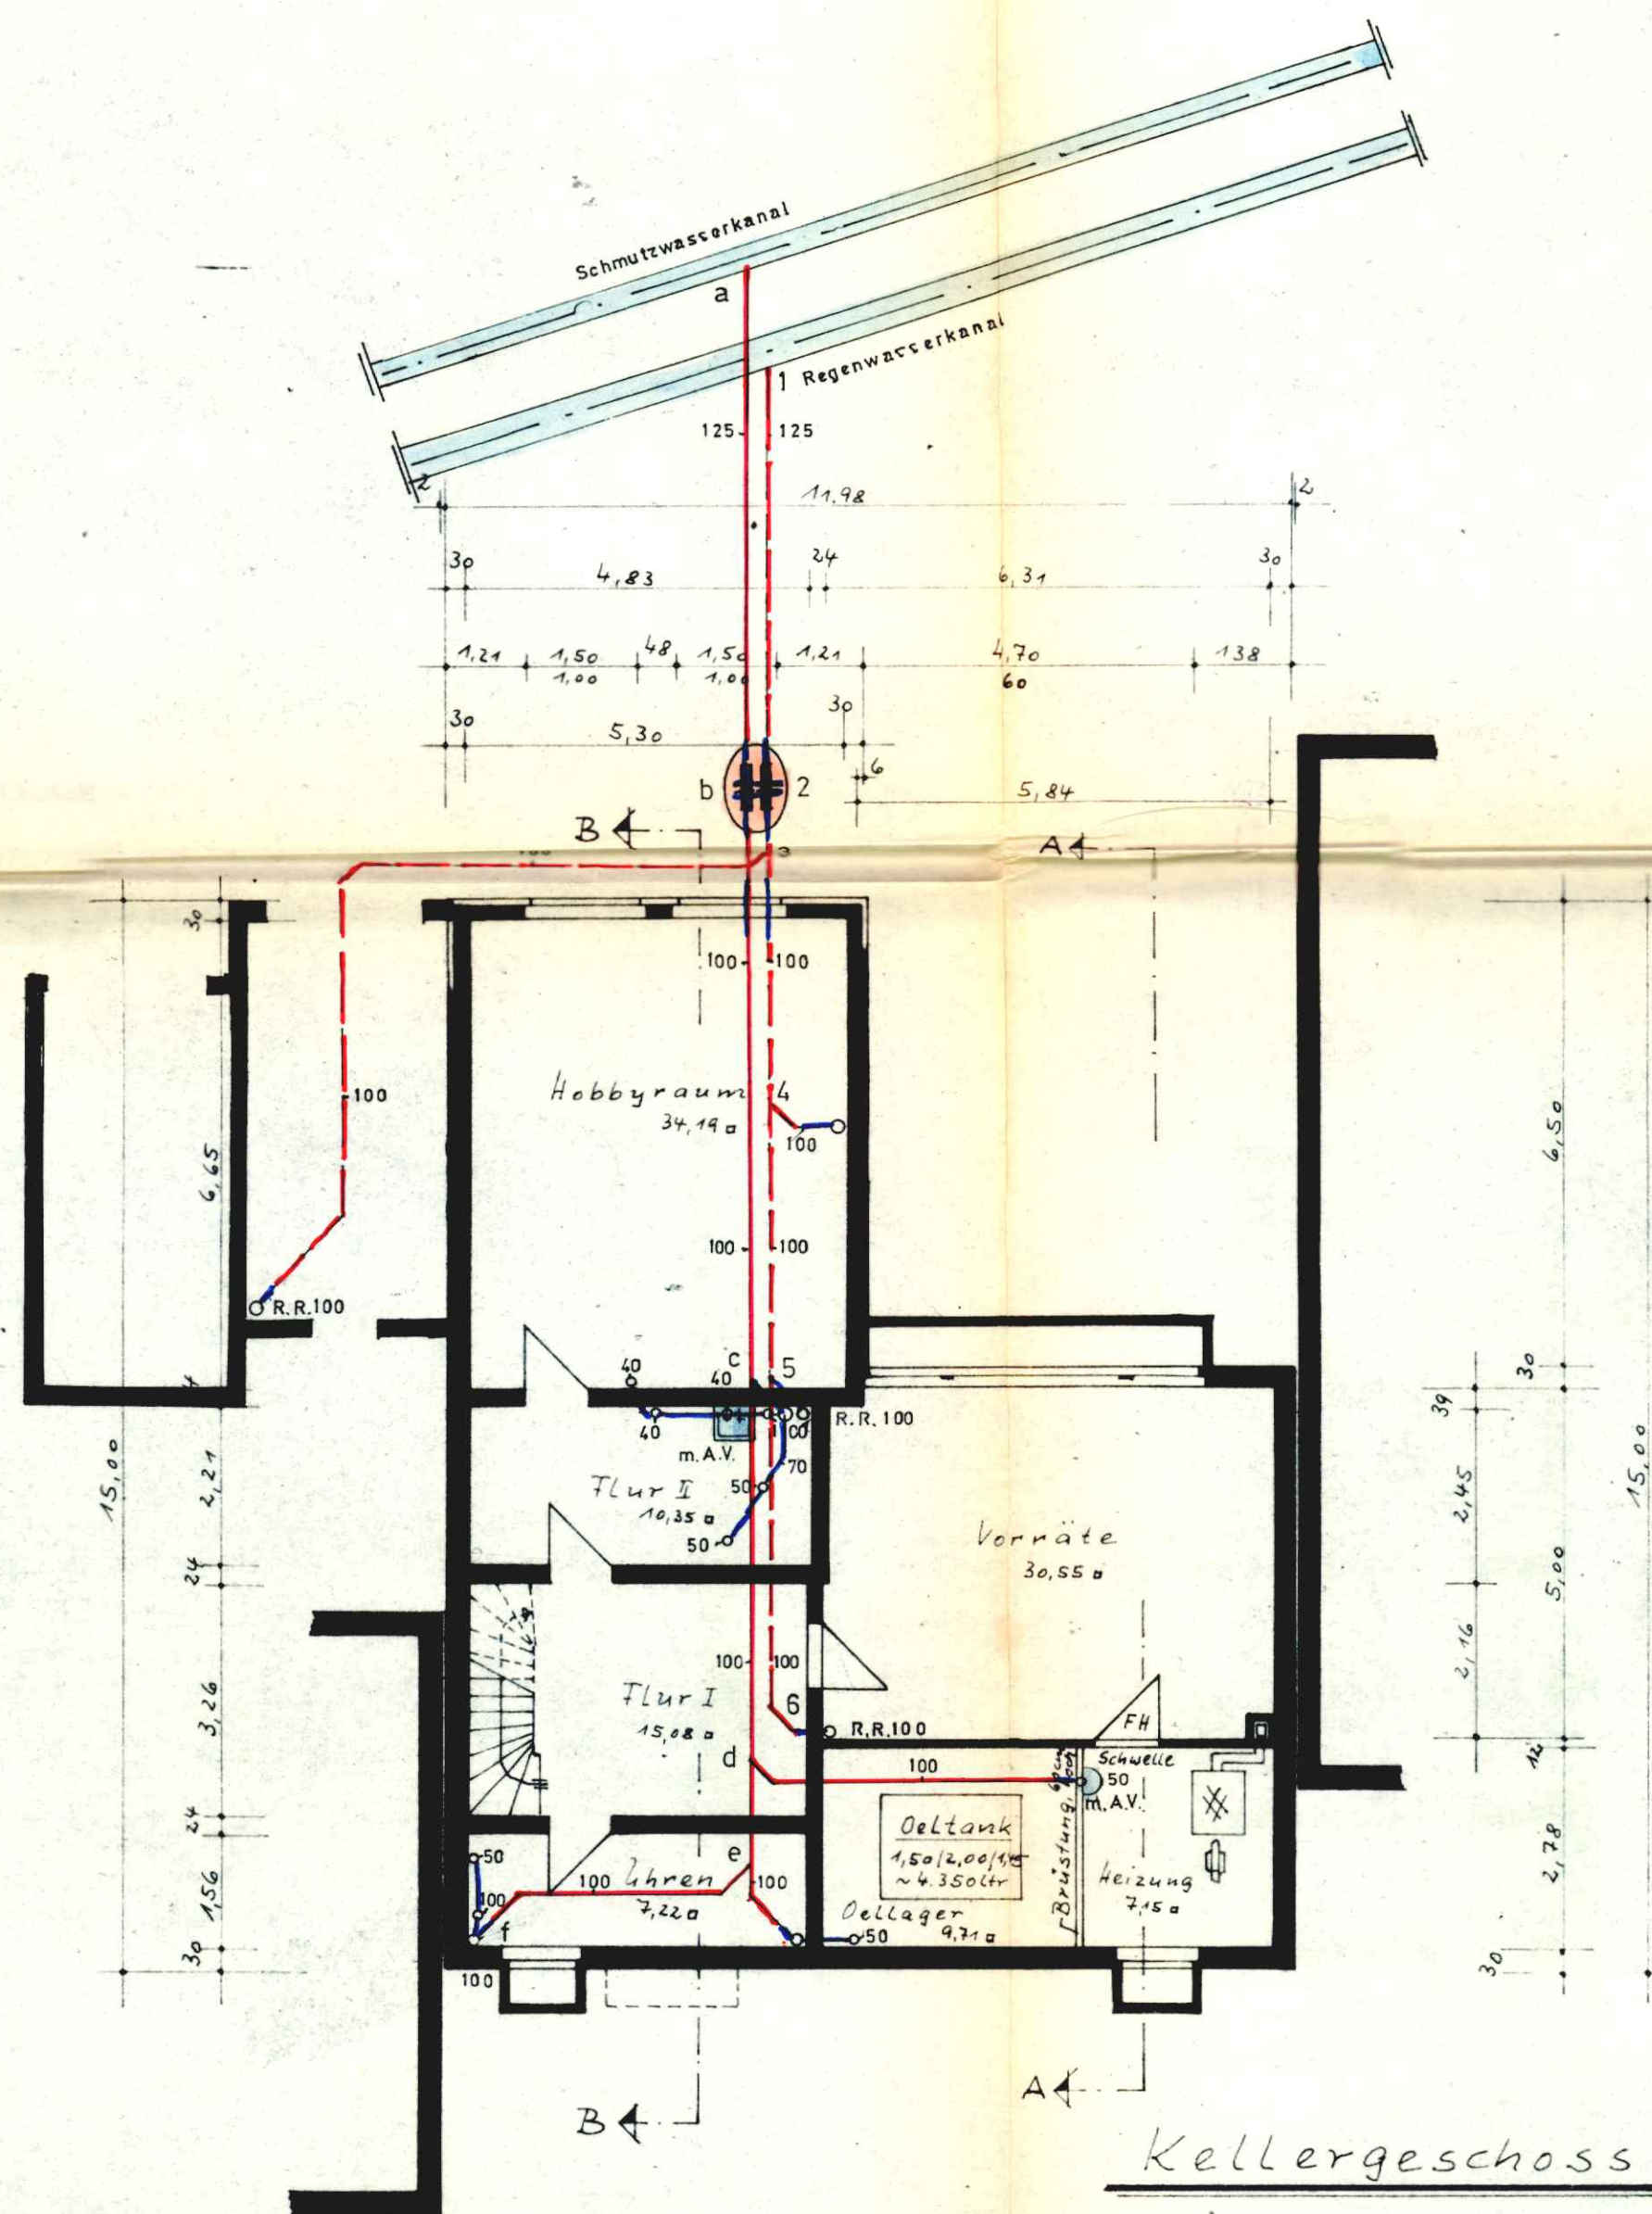 Schmutzwasserkanal
a
Regenwasserkanal
1
125 125
2 11,98 2
30 4,83 24 6,31 30
1,21 1,50 48 1,50 1,21 4,70 138
1,00 1,00 60
30 5,30 30
6
b 2 5,84
B A
30
100 100
Hobbyraum 4
34,19
100
100
6,65
6,50
100 100
R.R.100
c 5
40 40
30
39
R.R.100
40
m.A.V.
70
Flur II 50
10,35
50
15,00
2,21
2,45
15,00
Vorräte
30,55
24
5,00
100 100
2,16
Flur I 6
15,08
R.R.100
FH
3,26
d
100
Schwelle
50
m.A.V.
12
Oeltank
1,50/2,00/1,45
~4.350ltr
Brüstung
24
e
50
100 Uhren 100
7,22
100
f
Heizung
7,15
Oellager
9,71
50
1,56
2,78
30
100
30
A
B
Kellergeschoss